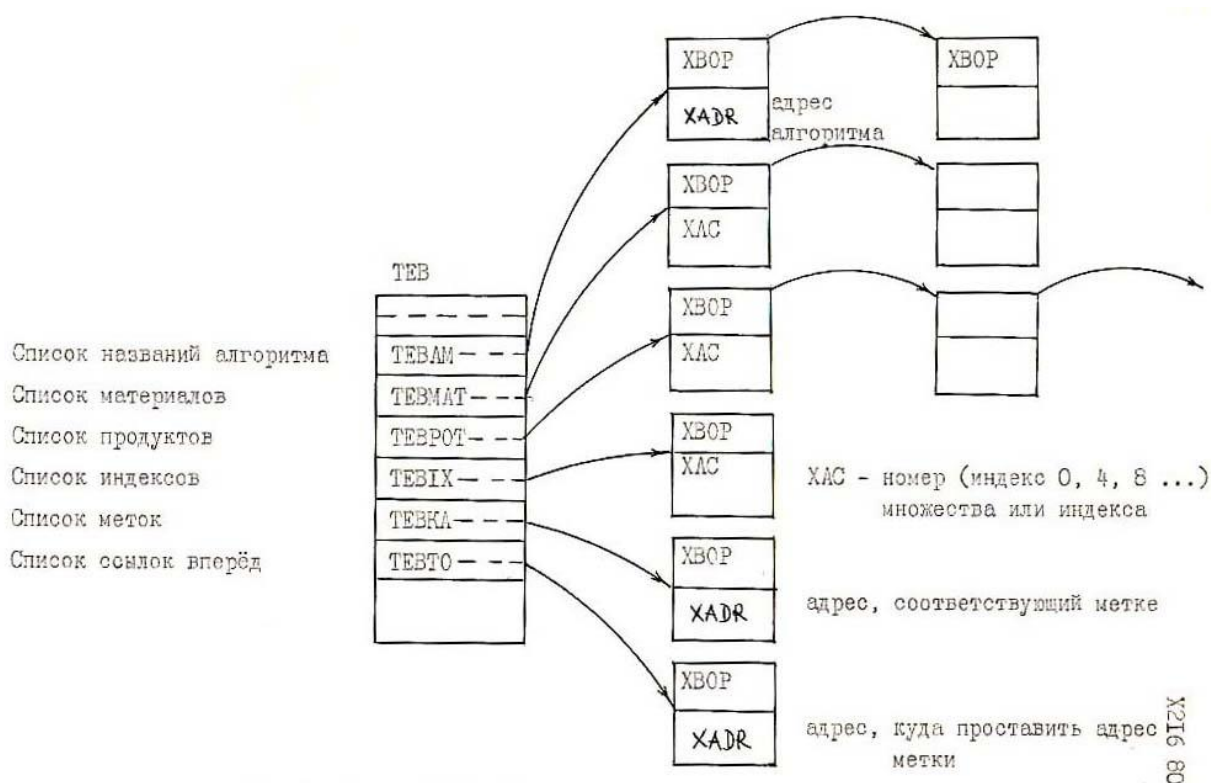 ХВОР
ХВОР
XADR
адрес
алгоритма
ХВОР
ХАС
ТЕВ
ХВОР
ХАС
Список названий алгоритма
ТЕВАМ
Список материалов
ТЕВМАТ
Список продуктов
ТЕВРОТ
ХВОР
Список индексов
ТЕВIX
ХАС
ХАС - номер (индекс 0, 4, 8 ...)
множества или индекса
Список меток
ТЕВКА
Список ссылок вперёд
ТЕВТО
ХВОР
XADR
адрес, соответствующий метке
ХВОР
XADR
адрес, куда проставить адрес
метки
X2I6 80